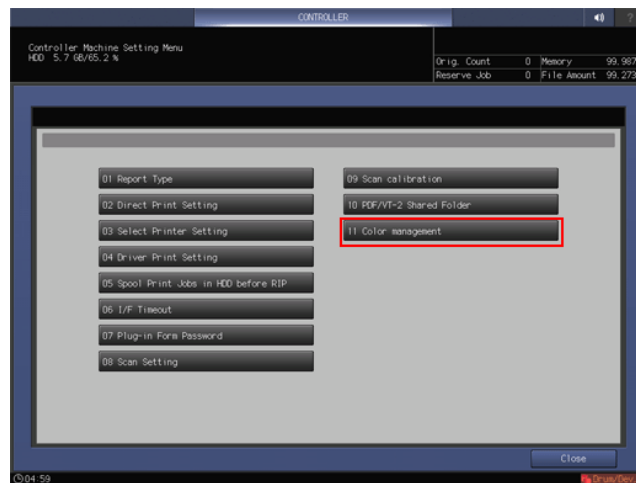 CONTROLLER
?
Controller Machine Setting Menu
HDD 5.7 GB/65.2 %
Orig. Count 0 Memory 99.987
Reserve Job 0 File Amount 99.273
01 Report Type
02 Direct Print Setting
03 Select Printer Setting
04 Driver Print Setting
05 Spool Print Jobs in HDD before RIP
06 I/F Timeout
07 Plug-in Form Password
08 Scan Setting
09 Scan calibration
10 PDF/VT-2 Shared Folder
11 Color management
Close
04:59
Drum/Dev